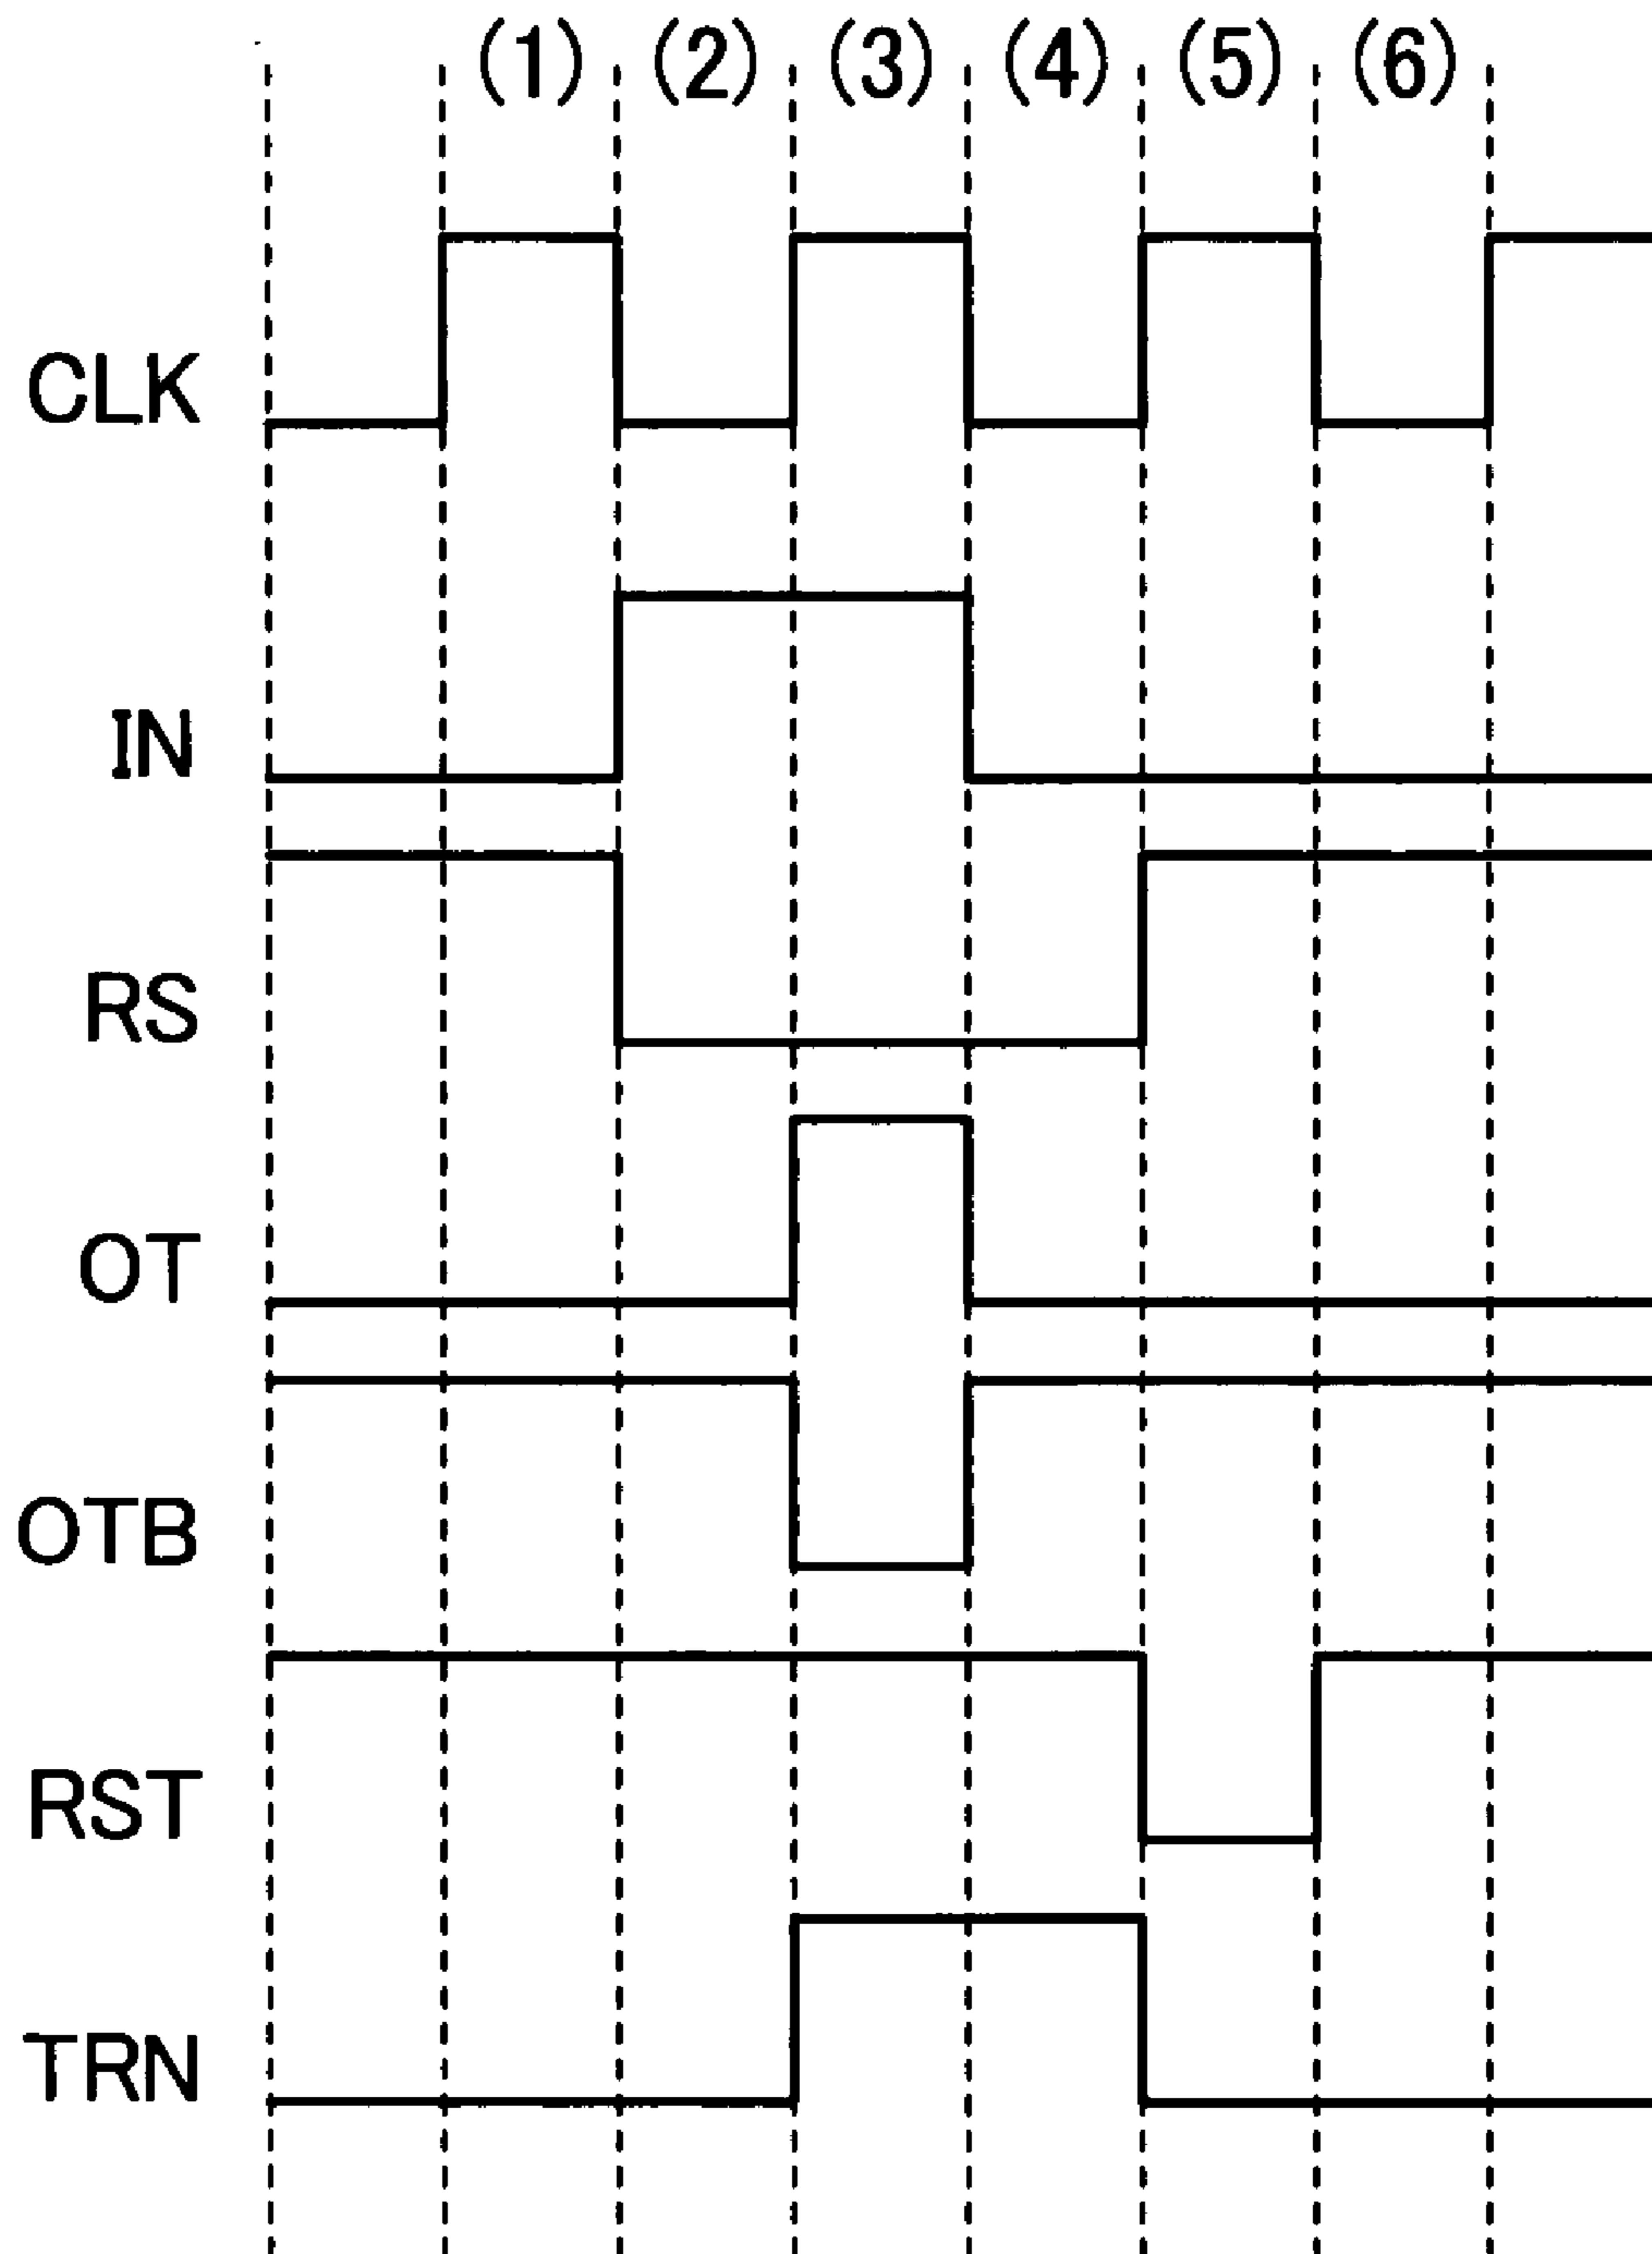 (1) (2) (3) (4) (5) (6)
CLK
IN
RS
OT
OTB
RST
TRN